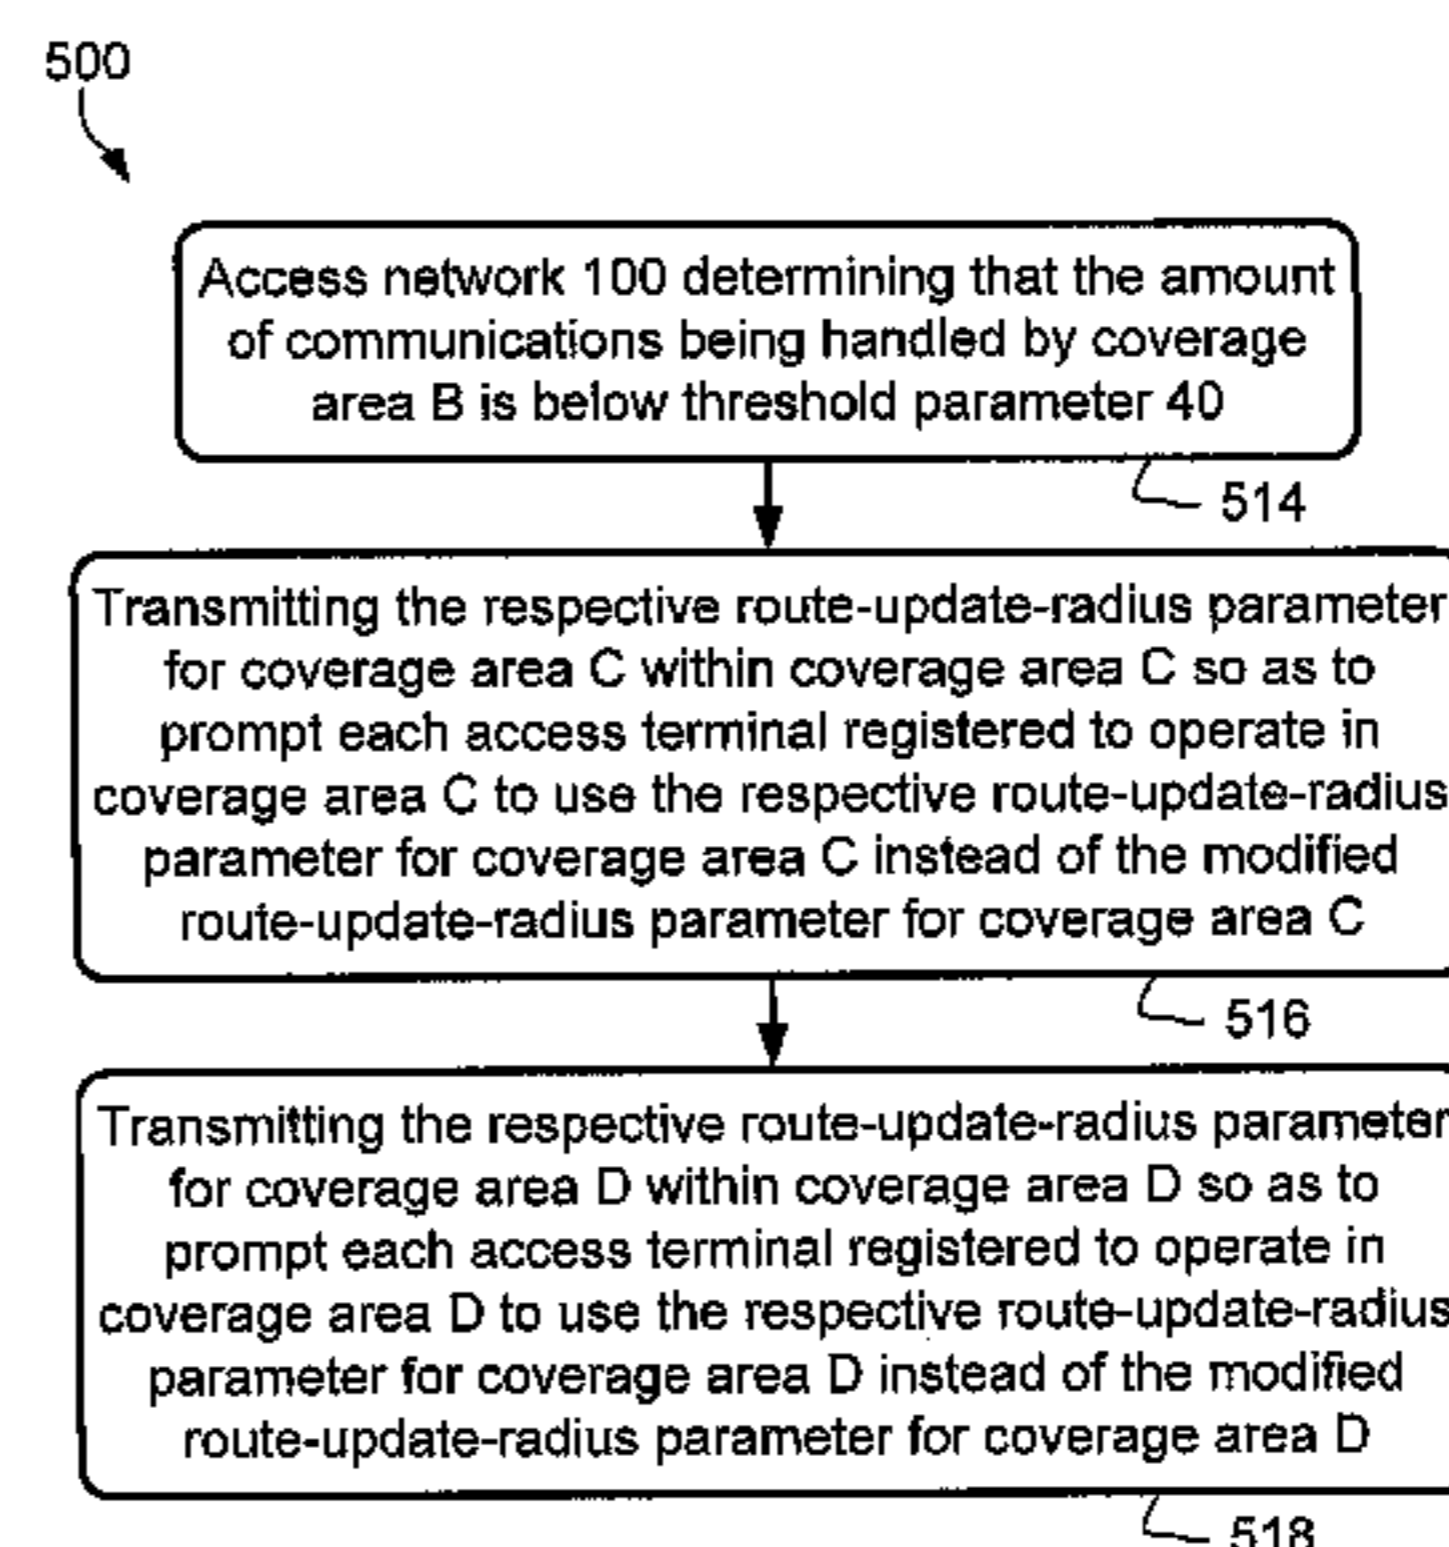 500
Access network 100 determining that the amount
of communications being handled by coverage
area B is below threshold parameter 40
514
Transmitting the respective route-update-radius parameter
for coverage area C within coverage area C so as to
prompt each access terminal registered to operate in
coverage area C to use the respective route-update-radius
parameter for coverage area C instead of the modified
route-update-radius parameter for coverage area C
516
Transmitting the respective route-update-radius parameter
for coverage area D within coverage area D so as to
prompt each access terminal registered to operate in
coverage area D to use the respective route-update-radius
parameter for coverage area D instead of the modified
route-update-radius parameter for coverage area D
518